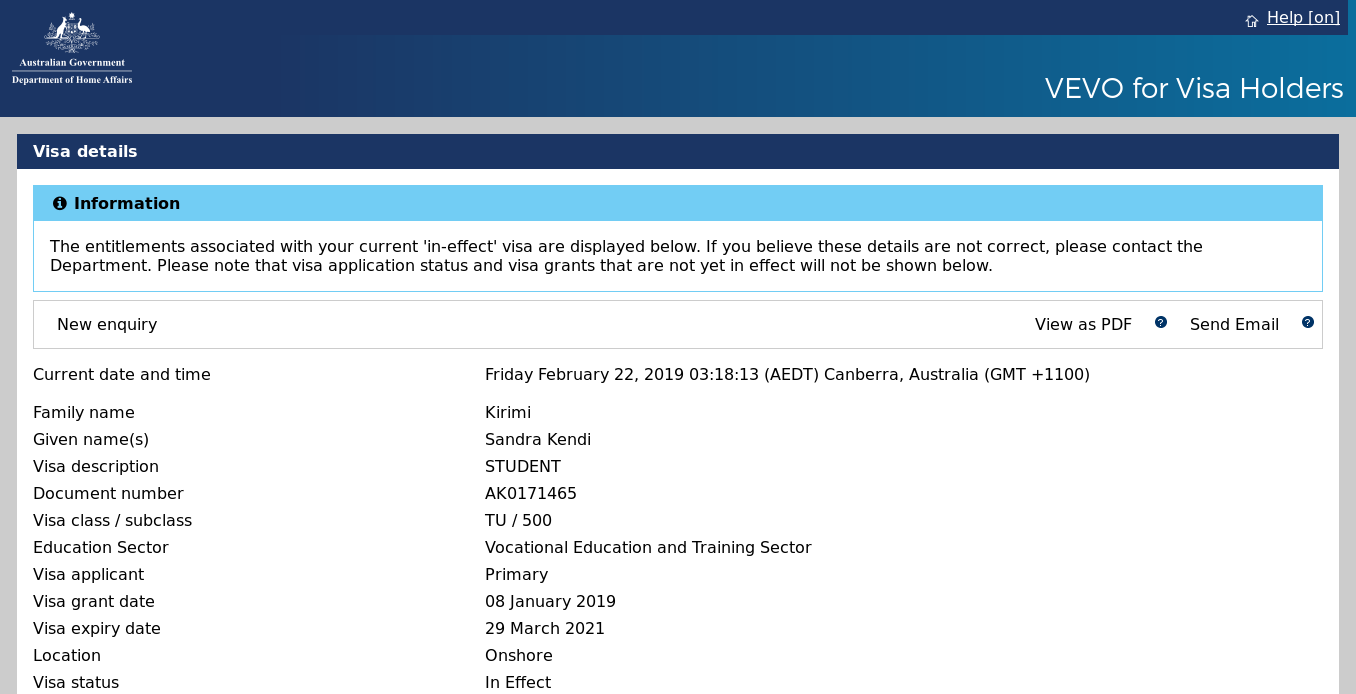 Help [on]
Australian Government
Department of Home Affairs
VEVO for Visa Holders
Visa details
Information
The entitlements associated with your current 'in-effect' visa are displayed below. If you believe these details are not correct, please contact the
Department. Please note that visa application status and visa grants that are not yet in effect will not be shown below.
New enquiry View as PDF ? Send Email ?
Current date and time Friday February 22, 2019 03:18:13 (AEDT) Canberra, Australia (GMT +1100)
Family name Kirimi
Given name(s) Sandra Kendi
Visa description STUDENT
Document number AK0171465
Visa class / subclass TU / 500
Education Sector Vocational Education and Training Sector
Visa applicant Primary
Visa grant date 08 January 2019
Visa expiry date 29 March 2021
Location Onshore
Visa status In Effect